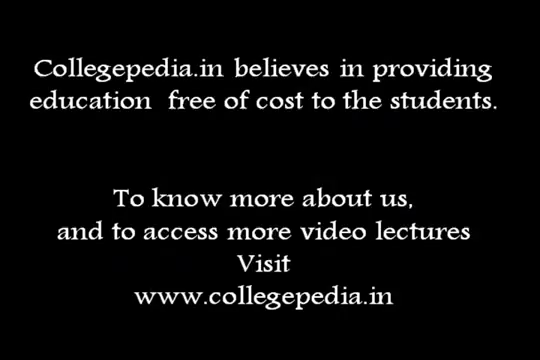 Collegepedia.in believes in providing
education free of cost to the students.
To know more about us,
and to access more video lectures
Visit
www.collegepedia.in